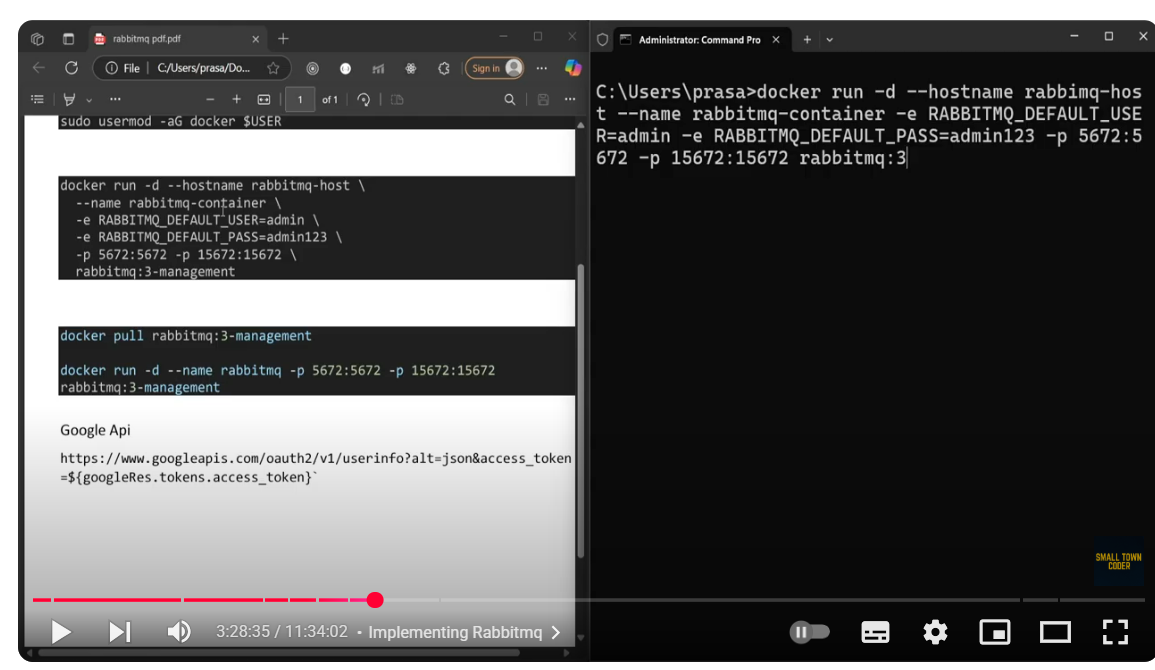 rabbitmq pdf.pdf
File
C:/Users/prasa/Do...
Sign in
1 of 1
sudo usermod -aG docker $USER
docker run -d --hostname rabbitmq-host \
--name rabbitmq-container \
-e RABBITMQ_DEFAULT_USER=admin \
-e RABBITMQ_DEFAULT_PASS=admin123 \
-p 5672:5672 -p 15672:15672 \
rabbitmq:3-management
docker pull rabbitmq:3-management
docker run -d --name rabbitmq -p 5672:5672 -p 15672:15672
rabbitmq:3-management
Google Api
https://www.googleapis.com/oauth2/v1/userinfo?alt=json&access_token
=${googleRes.tokens.access_token}`
Administrator: Command Pro
C:\Users\prasa>docker run -d --hostname rabbimq-hos
t --name rabbitmq-container -e RABBITMQ_DEFAULT_USE
R=admin -e RABBITMQ_DEFAULT_PASS=admin123 -p 5672:5
672 -p 15672:15672 rabbitmq:3
SMALL TOWN
CODER
3:28:35 / 11:34:02 • Implementing Rabbitmq